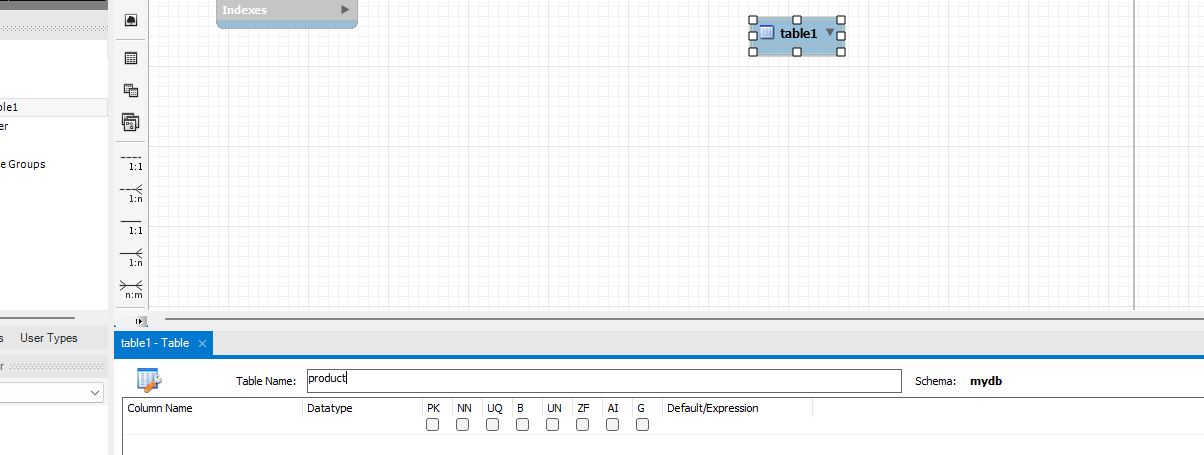 Indexes
table1
ble1
er
e Groups
1:1
1:n
1:1
1:n
n:m
s User Types
table1 - Table ×
r
Table Name: product Schema: mydb
Column Name Datatype PK NN UQ B UN ZF AI G Default/Expression